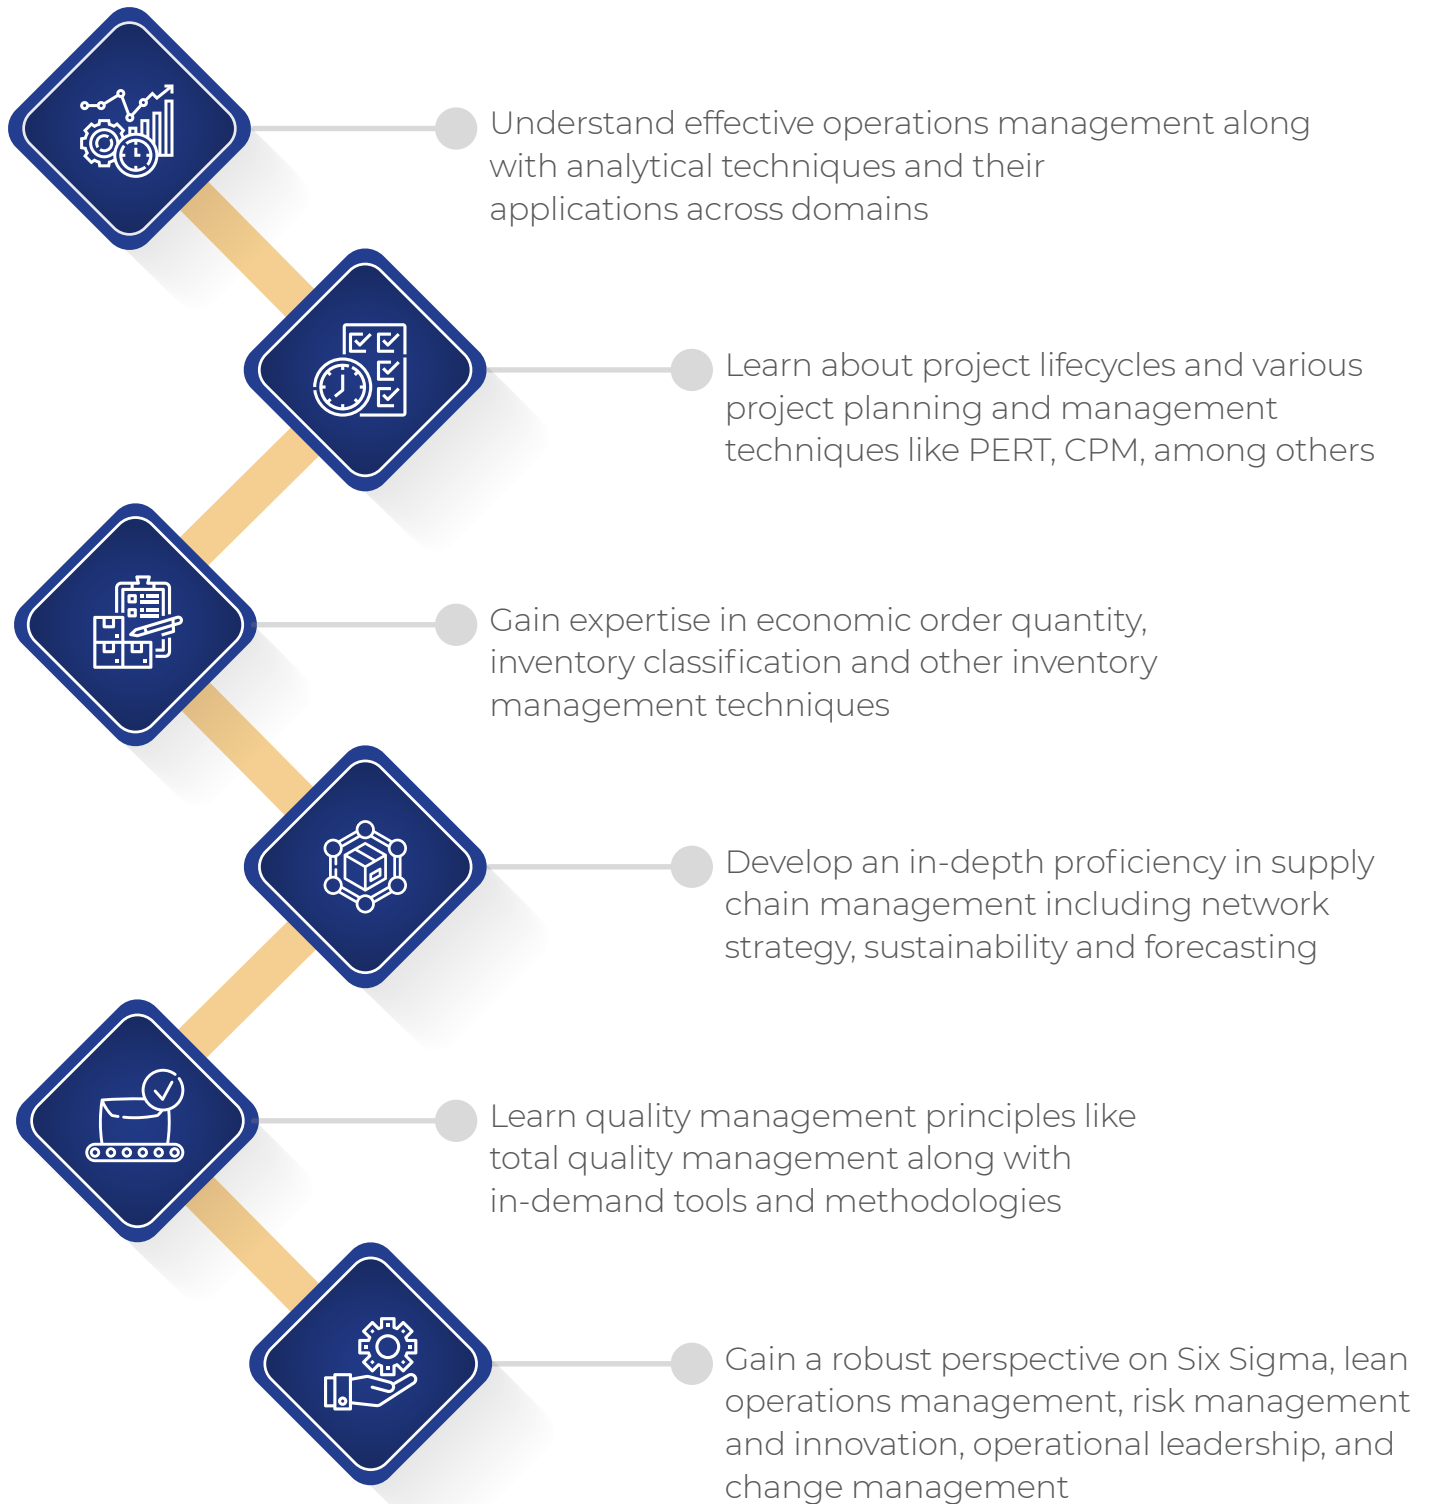 Understand effective operations management along
with analytical techniques and their
applications across domains
Learn about project lifecycles and various
project planning and management
techniques like PERT, CPM, among others
Gain expertise in economic order quantity,
inventory classification and other inventory
management techniques
Develop an in-depth proficiency in supply
chain management including network
strategy, sustainability and forecasting
Learn quality management principles like
total quality management along with
in-demand tools and methodologies
Gain a robust perspective on Six Sigma, lean
operations management, risk management
and innovation, operational leadership, and
change management